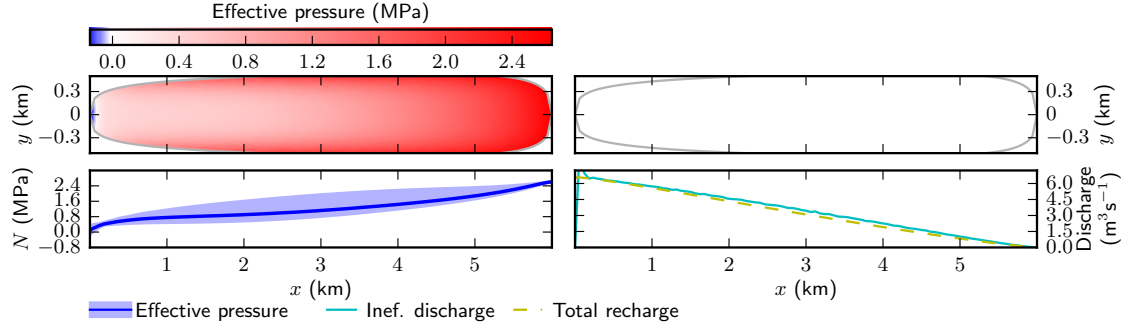 Effective pressure (MPa)
0.0 0.4 0.8 1.2 1.6 2.0 2.4
y (km)
0.3
0
−0.3
0.3
0
−0.3
y (km)
N (MPa)
2.4
1.6
0.8
0.0
−0.8
1 2 3 4 5
x (km)
6.0
4.5
3.0
1.5
0.0
Discharge
(m³s⁻¹)
1 2 3 4 5
x (km)
Effective pressure Inef. discharge Total recharge